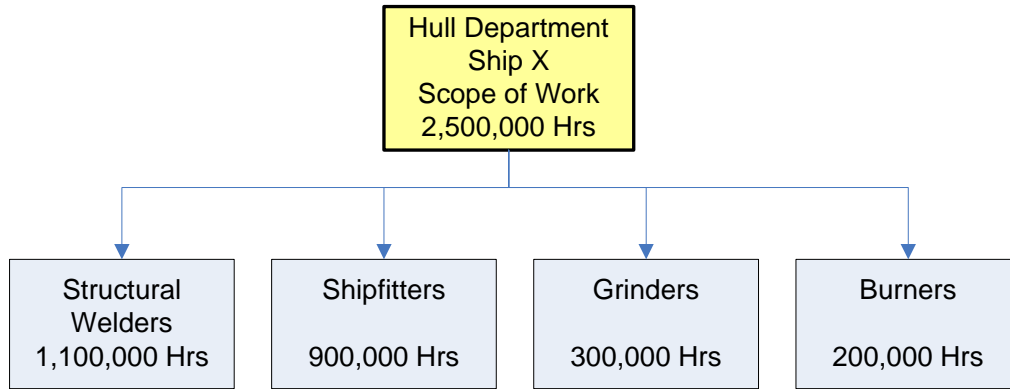 Hull Department
Ship X
Scope of Work
2,500,000 Hrs
Structural
Welders
1,100,000 Hrs
Shipfitters
900,000 Hrs
Grinders
300,000 Hrs
Burners
200,000 Hrs